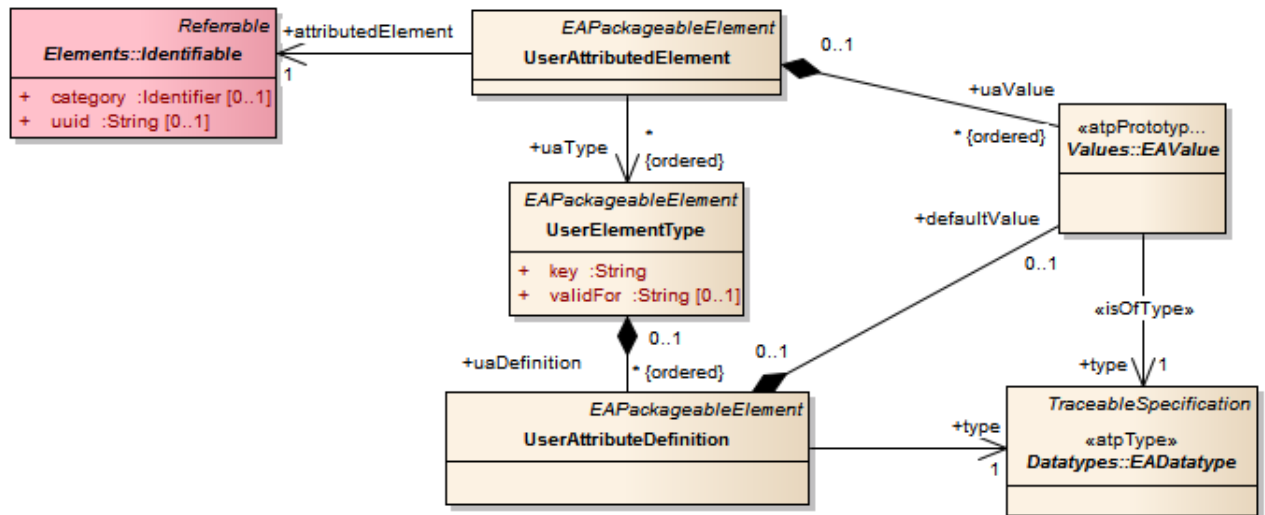 Referrable
Elements::Identifiable
+ category :Identifier [0..1]
+ uuid :String [0..1]
+attributedElement
1
EAPackageableElement
UserAttributedElement
0..1
+uaValue
* {ordered}
«atpPrototyp...
Values::EAValue
+uaType
*
{ordered}
EAPackageableElement
UserElementType
+ key :String
+ validFor :String [0..1]
+defaultValue
0..1
«isOfType»
+type
1
0..1
+uaDefinition
* {ordered}
0..1
EAPackageableElement
UserAttributeDefinition
+type
1
TraceableSpecification
«atpType»
Datatypes::EADatatype